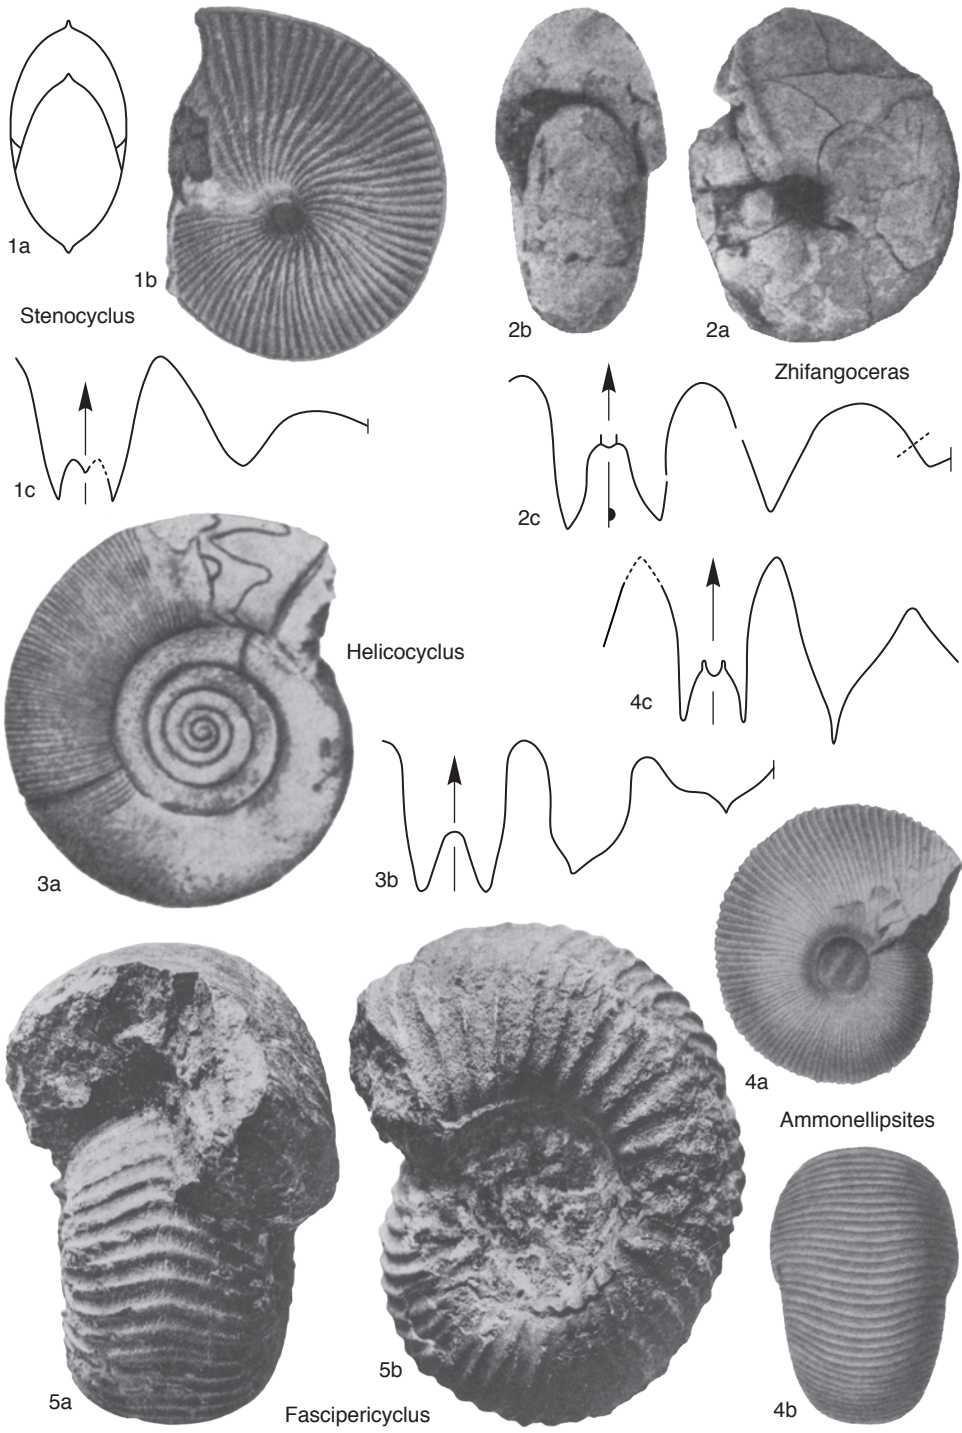 1a
1b
Stenocyclus
2b
2a
Zhifangoceras
1c
2c
Helicocyclus
4c
3a
3b
4a
Ammonellipsites
5a
5b
Fascipericyclus
4b